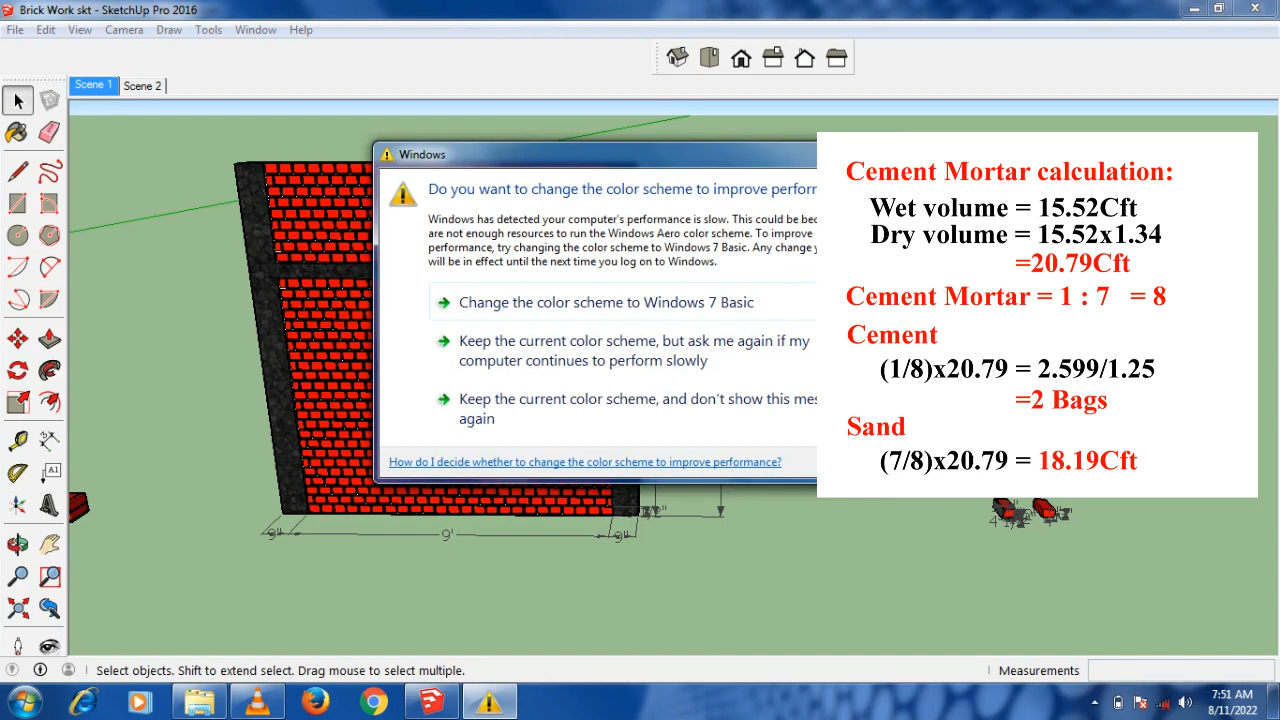 Brick Work skt - SketchUp Pro 2016
File Edit View Camera Draw Tools Window Help
Scene 1 Scene 2
Windows
Do you want to change the color scheme to improve perforr
Windows has detected your computer's performance is slow. This could be bec
are not enough resources to run the Windows Aero color scheme. To improve
performance, try changing the color scheme to Windows 7 Basic. Any change y
will be in effect until the next time you log on to Windows.
Change the color scheme to Windows 7 Basic
Keep the current color scheme, but ask me again if my
computer continues to perform slowly
Keep the current color scheme, and don't show this mes
again
How do I decide whether to change the color scheme to improve performance?
Cement Mortar calculation:
Wet volume = 15.52Cft
Dry volume = 15.52x1.34
=20.79Cft
Cement Mortar = 1 : 7 = 8
Cement
(1/8)x20.79 = 2.599/1.25
=2 Bags
Sand
(7/8)x20.79 = 18.19Cft
9" 9' 9"
A1
Select objects. Shift to extend select. Drag mouse to select multiple.
Measurements
7:51 AM
8/11/2022